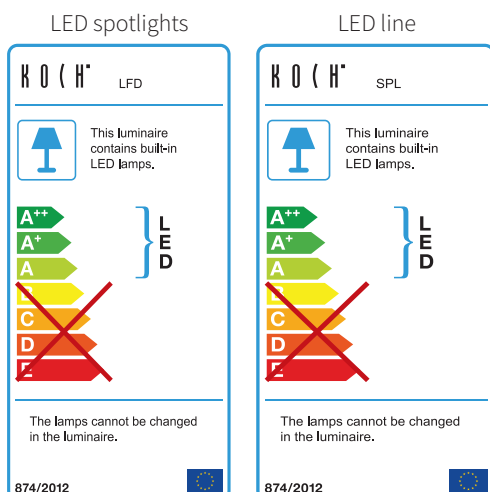 LED spotlights
KOCH LFD
This luminaire
contains built-in
LED lamps.
A++
A+
A
B
C
D
E
LED
The lamps cannot be changed
in the luminaire.
874/2012
LED line
KOCH SPL
This luminaire
contains built-in
LED lamps.
A++
A+
A
B
C
D
E
LED
The lamps cannot be changed
in the luminaire.
874/2012